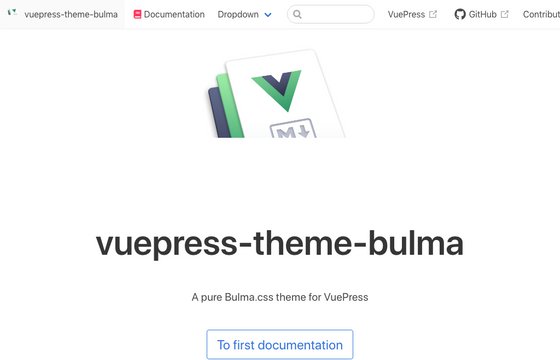 vuepress-theme-bulma Documentation Dropdown VuePress GitHub Contribut
M
vuepress-theme-bulma
A pure Bulma.css theme for VuePress
To first documentation